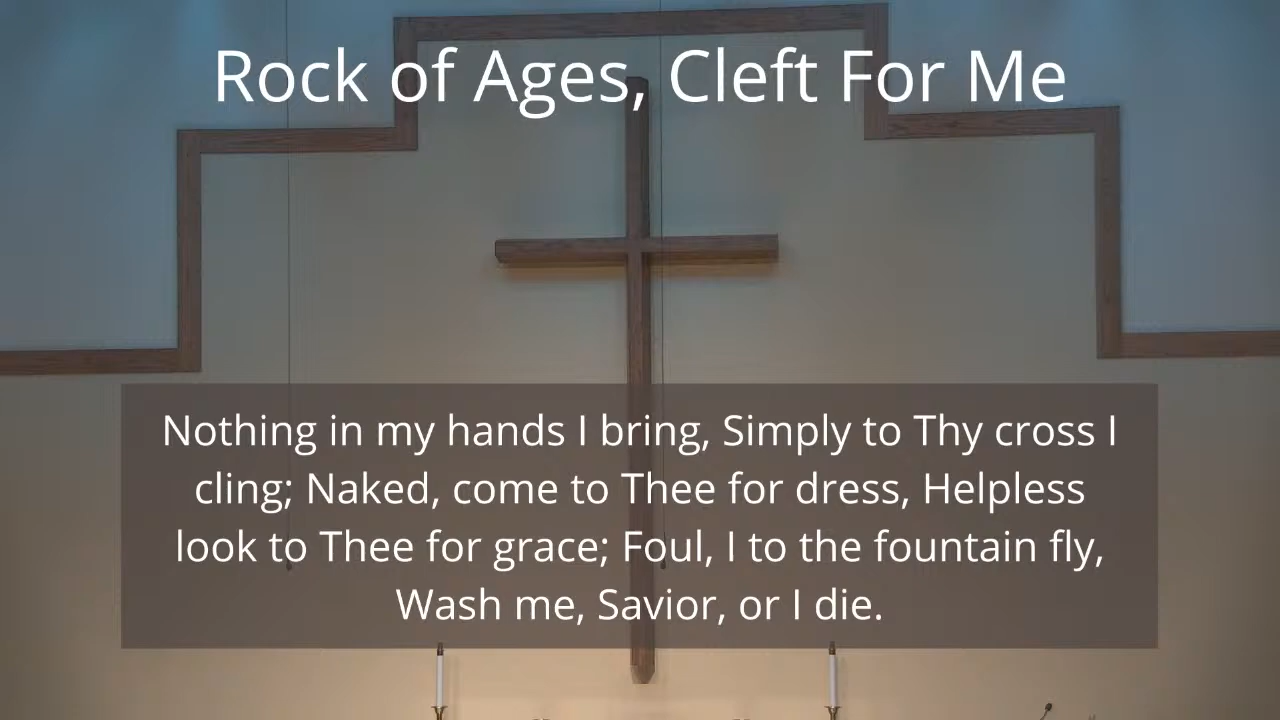 Rock of Ages, Cleft For Me
Nothing in my hands I bring, Simply to Thy cross I
cling; Naked, come to Thee for dress, Helpless
look to Thee for grace; Foul, I to the fountain fly,
Wash me, Savior, or I die.